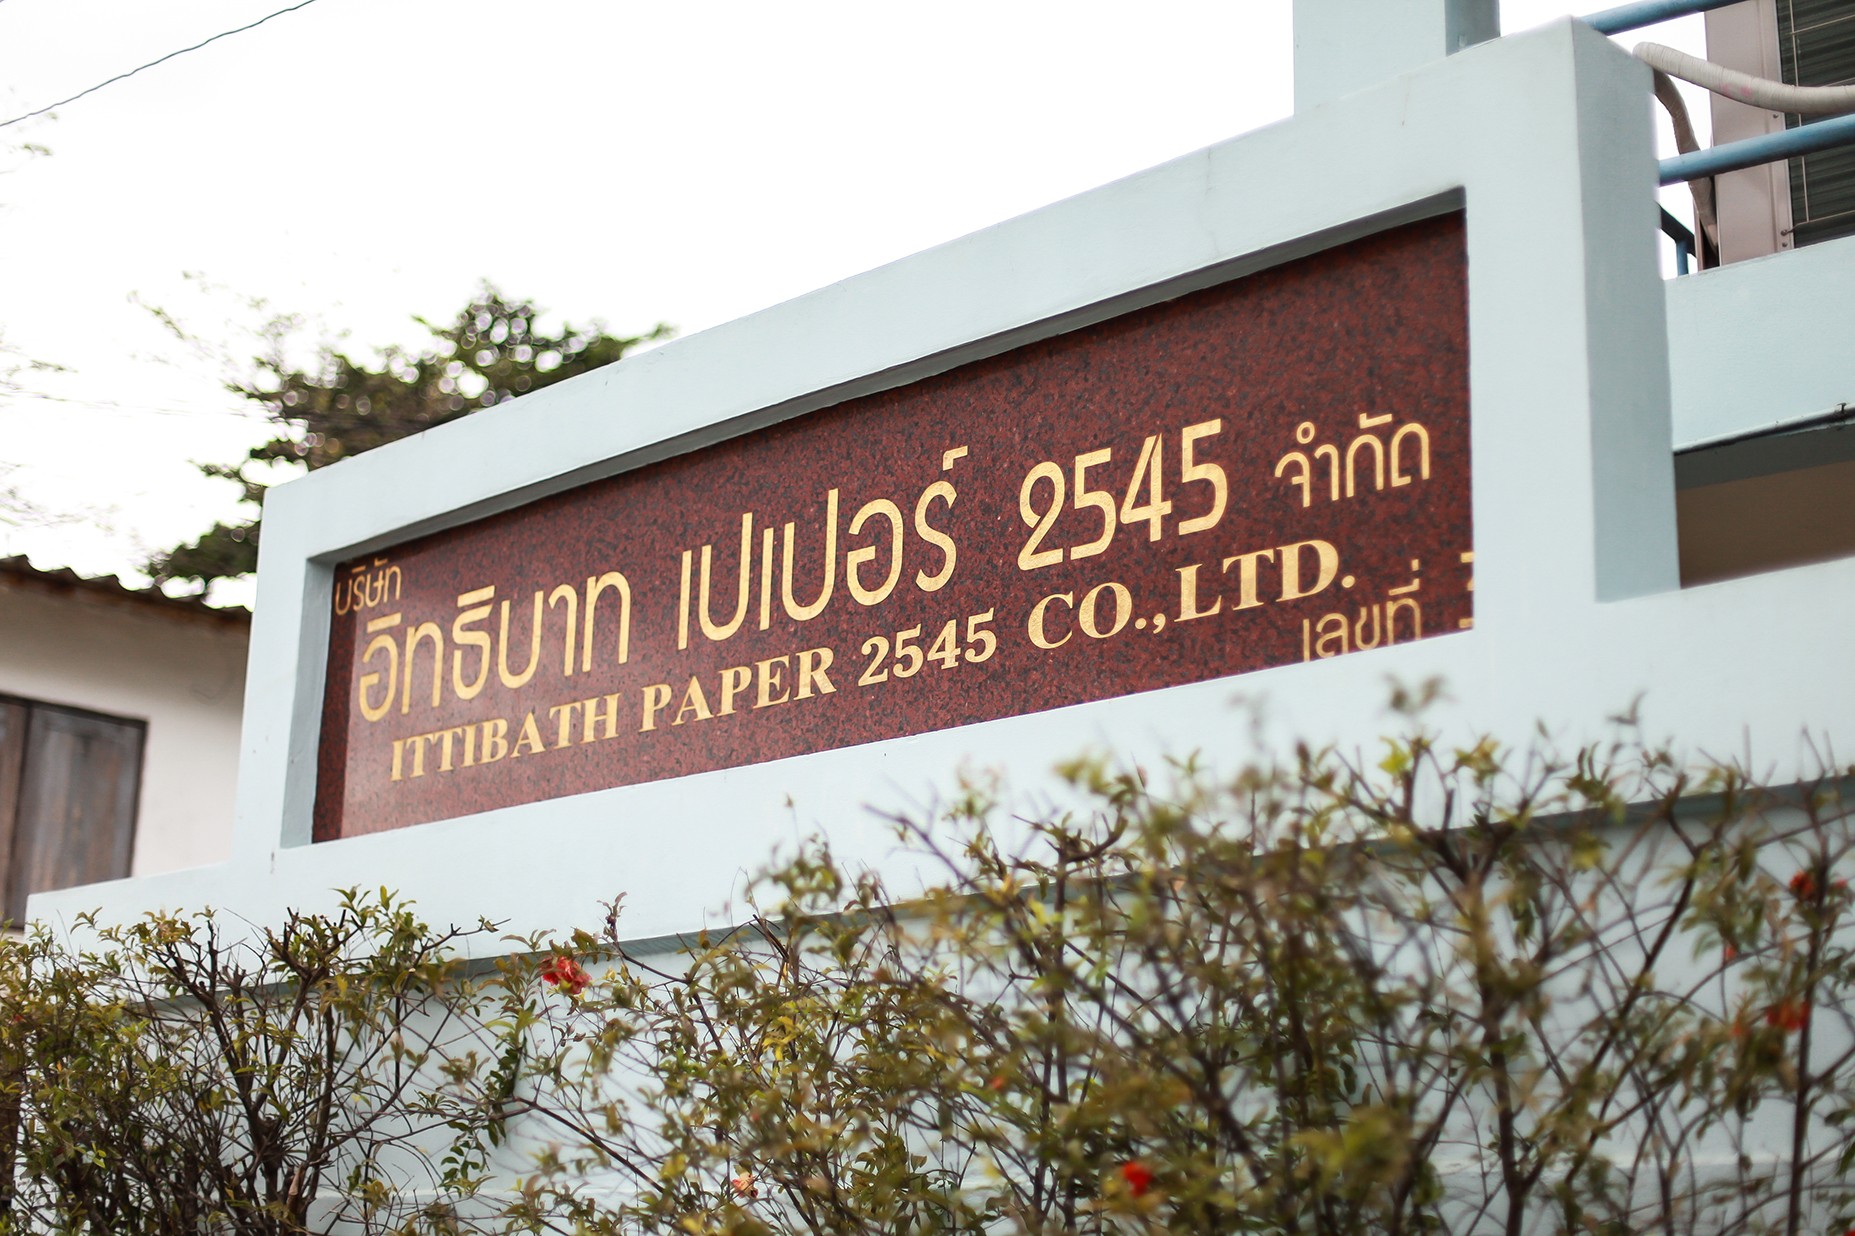 บริษัท
อิทธิบาท เปเปอร์ 2545 จำกัด
ITTIBATH PAPER 2545 CO.,LTD.
เลขที่